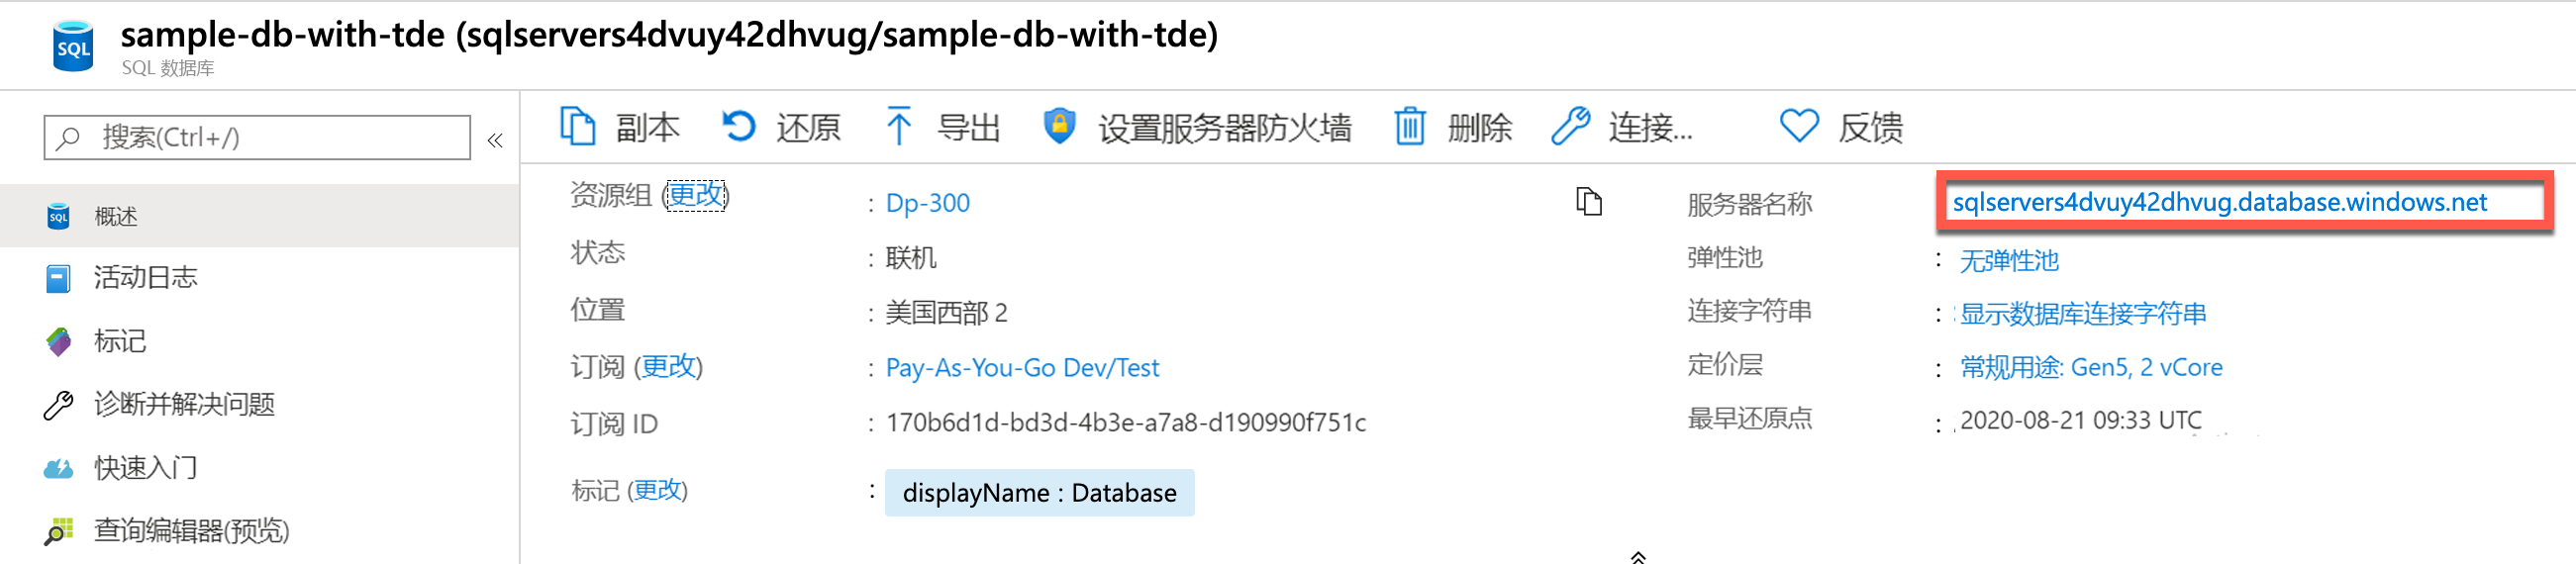 sample-db-with-tde (sqlservers4dvuy42dhvug/sample-db-with-tde)
SQL 数据库
搜索(Ctrl+/)
概述
活动日志
标记
诊断并解决问题
快速入门
查询编辑器(预览)
副本 还原 导出 设置服务器防火墙 删除 连接... 反馈
资源组 (更改) : Dp-300
状态 : 联机
位置 : 美国西部 2
订阅 (更改) : Pay-As-You-Go Dev/Test
订阅 ID : 170b6d1d-bd3d-4b3e-a7a8-d190990f751c
标记 (更改) : displayName : Database
服务器名称 sqlservers4dvuy42dhvug.database.windows.net
弹性池 : 无弹性池
连接字符串 : 显示数据库连接字符串
定价层 : 常规用途: Gen5, 2 vCore
最早还原点 : 2020-08-21 09:33 UTC